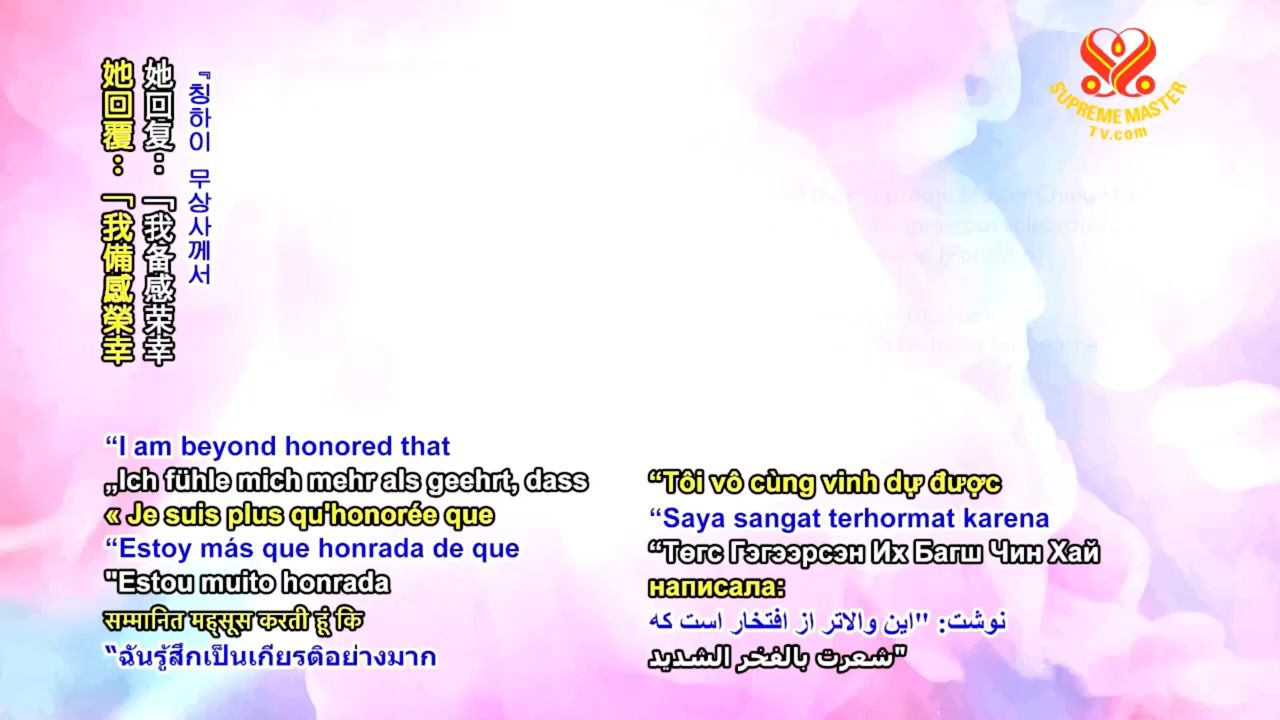 她回覆：「我備感榮幸
她回复：「我备感荣幸
『칭하이 무상사께서
SUPREME MASTER
TV.com
“I am beyond honored that
„Ich fühle mich mehr als geehrt, dass
« Je suis plus qu'honorée que
“Estoy más que honrada de que
"Estou muito honrada
सम्मानित महसूस करती हूं कि
“ฉันรู้สึกเป็นเกียรติอย่างมาก
“Tôi vô cùng vinh dự được
“Saya sangat terhormat karena
“Төгс Гэгээрсэн Их Багш Чин Хай
написала:
نوشت: "این والاتر از افتخار است که
"شعرت بالفخر الشديد